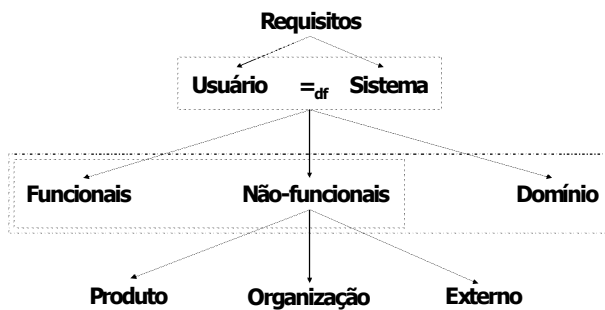 Requisitos
Usuário =df Sistema
Funcionais Não-funcionais Domínio
Produto Organização Externo